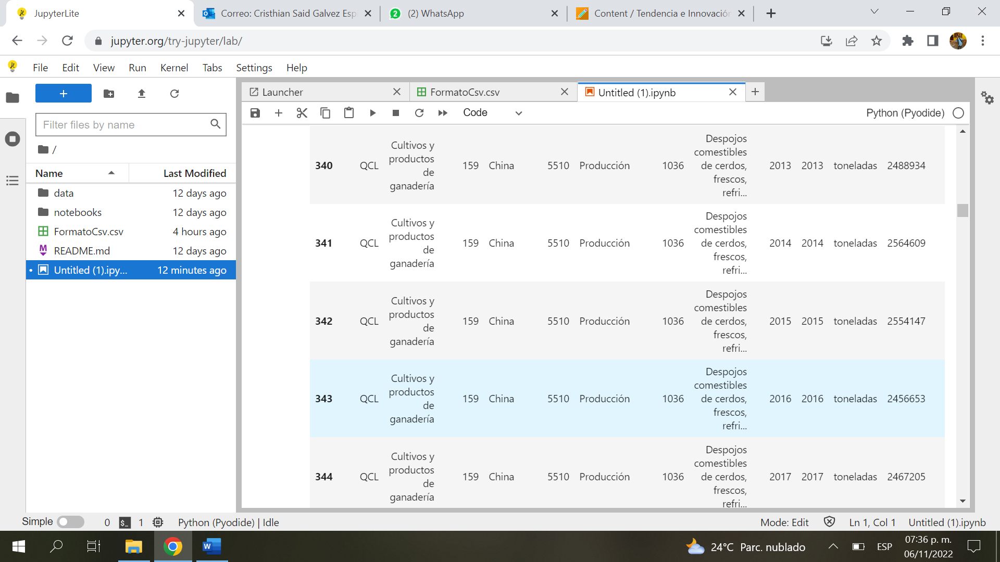 JupyterLite
Correo: Cristhian Said Galvez Esp
(2) WhatsApp
Content / Tendencia e Innovación
jupyter.org/try-jupyter/lab/
File Edit View Run Kernel Tabs Settings Help
Launcher
FormatoCsv.csv
Untitled (1).ipynb
Code
Python (Pyodide)
Filter files by name
/
Name Last Modified
data 12 days ago
notebooks 12 days ago
FormatoCsv.csv 4 hours ago
README.md 12 days ago
Untitled (1).ipy... 12 minutes ago
340 QCL Cultivos y
productos
de
ganadería 159 China 5510 Producción 1036 Despojos
comestibles
de cerdos,
frescos,
refri... 2013 2013 toneladas 2488934
341 QCL Cultivos y
productos
de
ganadería 159 China 5510 Producción 1036 Despojos
comestibles
de cerdos,
frescos,
refri... 2014 2014 toneladas 2564609
342 QCL Cultivos y
productos
de
ganadería 159 China 5510 Producción 1036 Despojos
comestibles
de cerdos,
frescos,
refri... 2015 2015 toneladas 2554147
343 QCL Cultivos y
productos
de
ganadería 159 China 5510 Producción 1036 Despojos
comestibles
de cerdos,
frescos,
refri... 2016 2016 toneladas 2456653
344 QCL Cultivos y
productos
de
ganadería 159 China 5510 Producción 1036 Despojos
comestibles
de cerdos,
frescos,
refri... 2017 2017 toneladas 2467205
Simple 0 $_ 1 Python (Pyodide) | Idle
Mode: Edit Ln 1, Col 1 Untitled (1).ipynb
24°C Parc. nublado
ESP
07:36 p. m.
06/11/2022